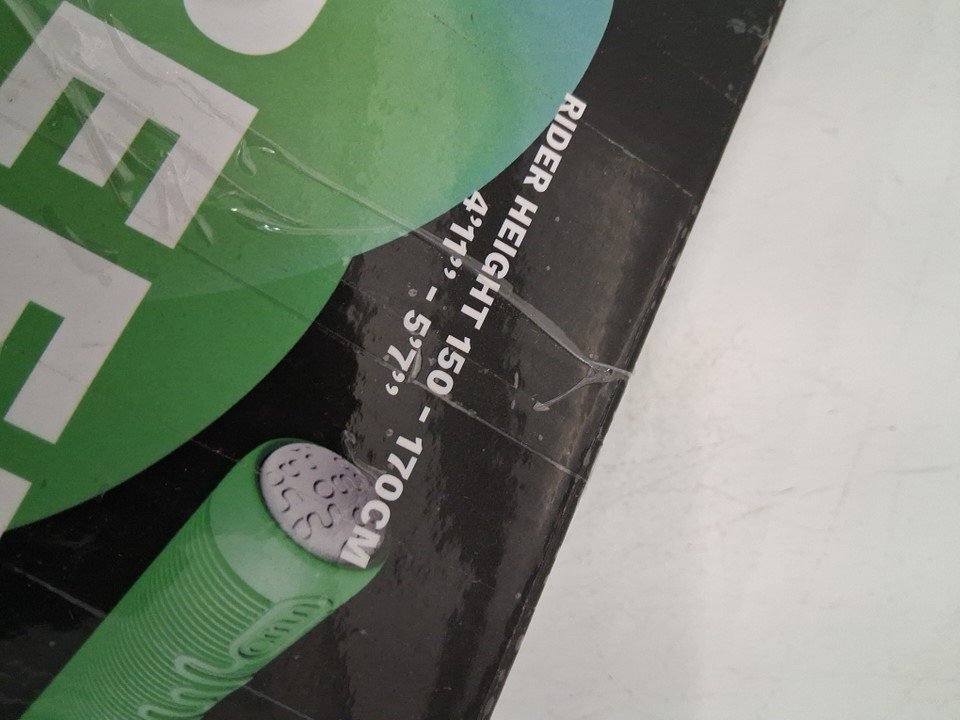 RIDER HEIGHT 150 - 170CM
4’11’’ - 5’7’’